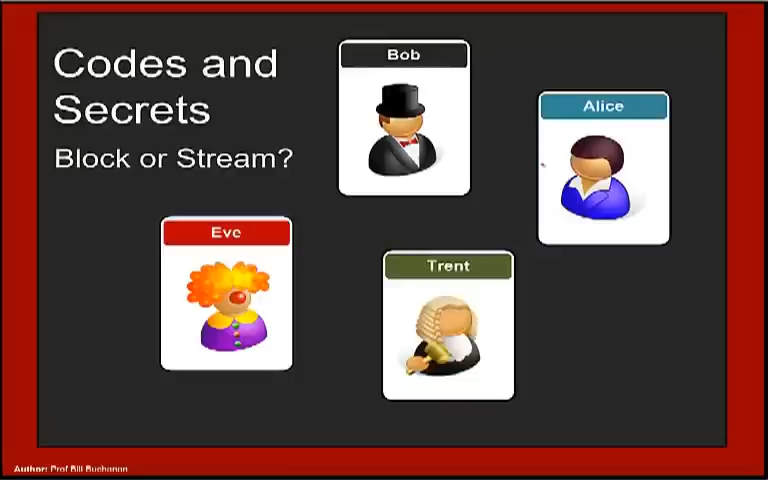 Codes and
Secrets
Block or Stream?
Bob
Alice
Eve
Trent
Author: Prof Bill Buchanan